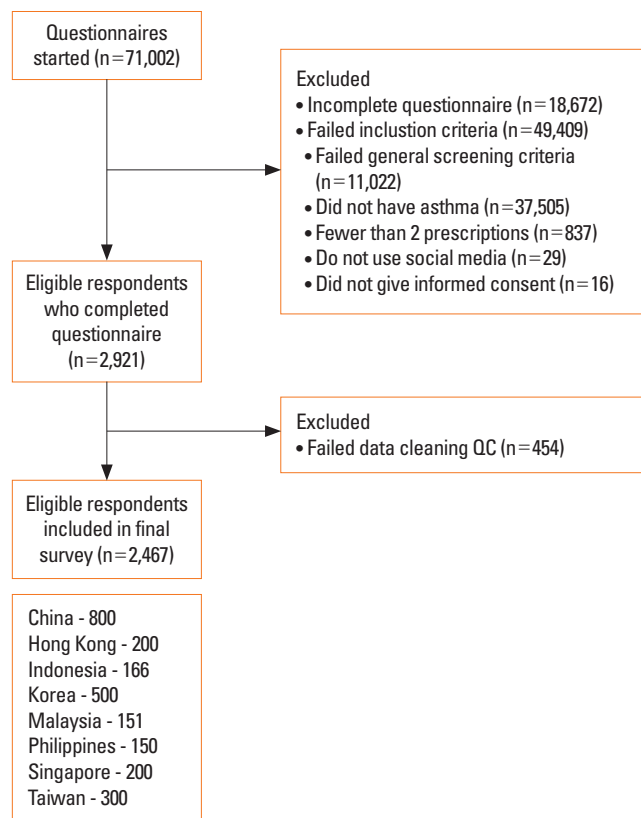 Questionnaires
started (n=71,002)
Excluded
• Incomplete questionnaire (n=18,672)
• Failed inclustion criteria (n=49,409)
• Failed general screening criteria
(n=11,022)
• Did not have asthma (n=37,505)
• Fewer than 2 prescriptions (n=837)
• Do not use social media (n=29)
• Did not give informed consent (n=16)
Eligible respondents
who completed
questionnaire
(n=2,921)
Excluded
• Failed data cleaning QC (n=454)
Eligible respondents
included in final
survey (n=2,467)
China - 800
Hong Kong - 200
Indonesia - 166
Korea - 500
Malaysia - 151
Philippines - 150
Singapore - 200
Taiwan - 300